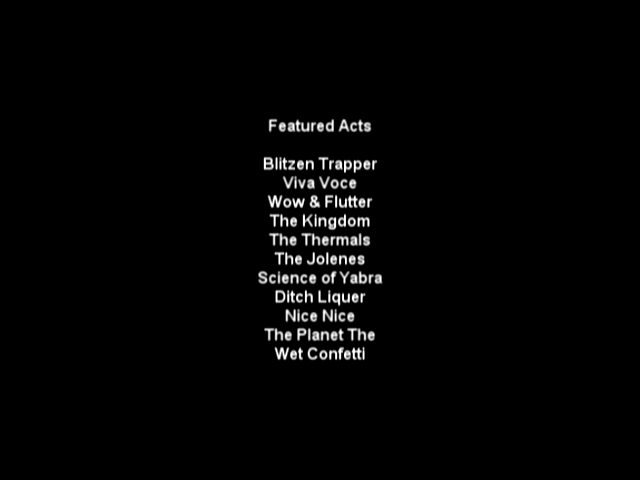 Featured Acts
Blitzen Trapper
Viva Voce
Wow & Flutter
The Kingdom
The Thermals
The Jolenes
Science of Yabra
Ditch Liquer
Nice Nice
The Planet The
Wet Confetti